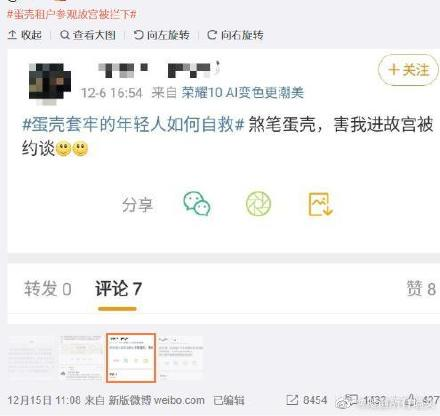 #蛋壳租户参观故宫被拦下#
收起 查看大图 向左旋转 向右旋转
+关注
12-6 16:54 来自 荣耀10 AI变色更潮美
#蛋壳套牢的年轻人如何自救# 煞笔蛋壳，害我进故宫被
约谈
分享
转发 0 评论 7 赞 8
12月15日 11:08 来自 新版微博 weibo.com 已编辑 8454